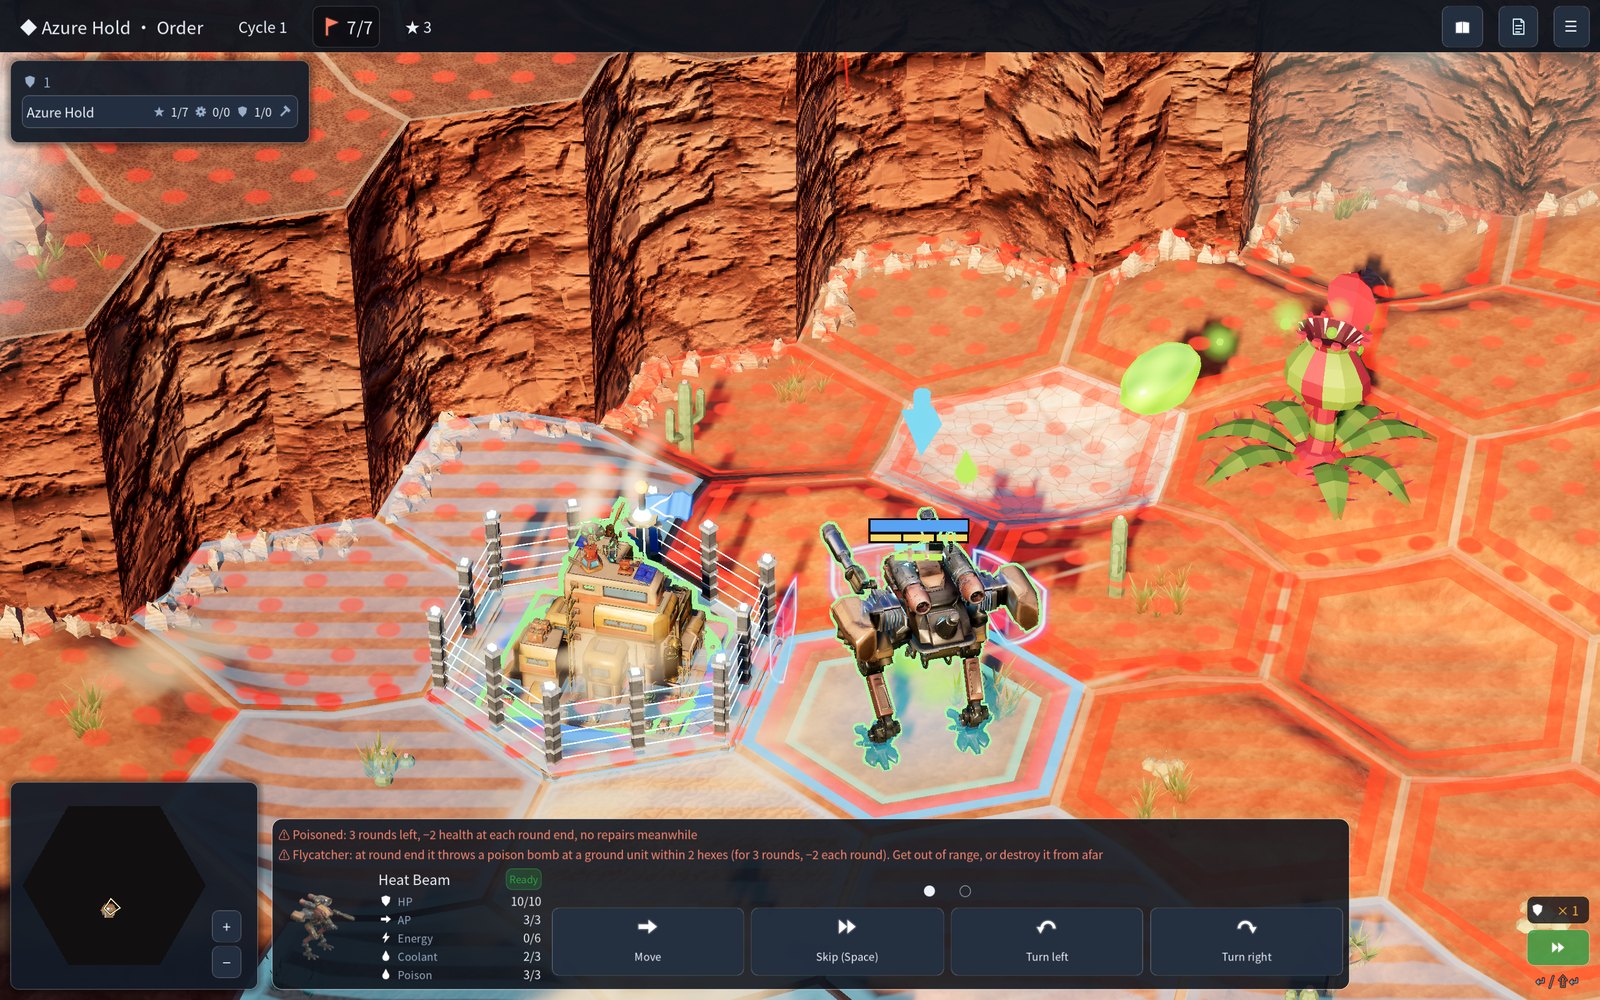 Azure Hold • Order
Cycle 1
7/7
3
1
Azure Hold 1/7 0/0 1/0
Poisoned: 3 rounds left, −2 health at each round end, no repairs meanwhile
Flycatcher: at round end it throws a poison bomb at a ground unit within 2 hexes (for 3 rounds, −2 each round). Get out of range, or destroy it from afar
Heat Beam Ready
HP 10/10
AP 3/3
Energy 0/6
Coolant 2/3
Poison 3/3
Move
Skip (Space)
Turn left
Turn right
+
−
× 1